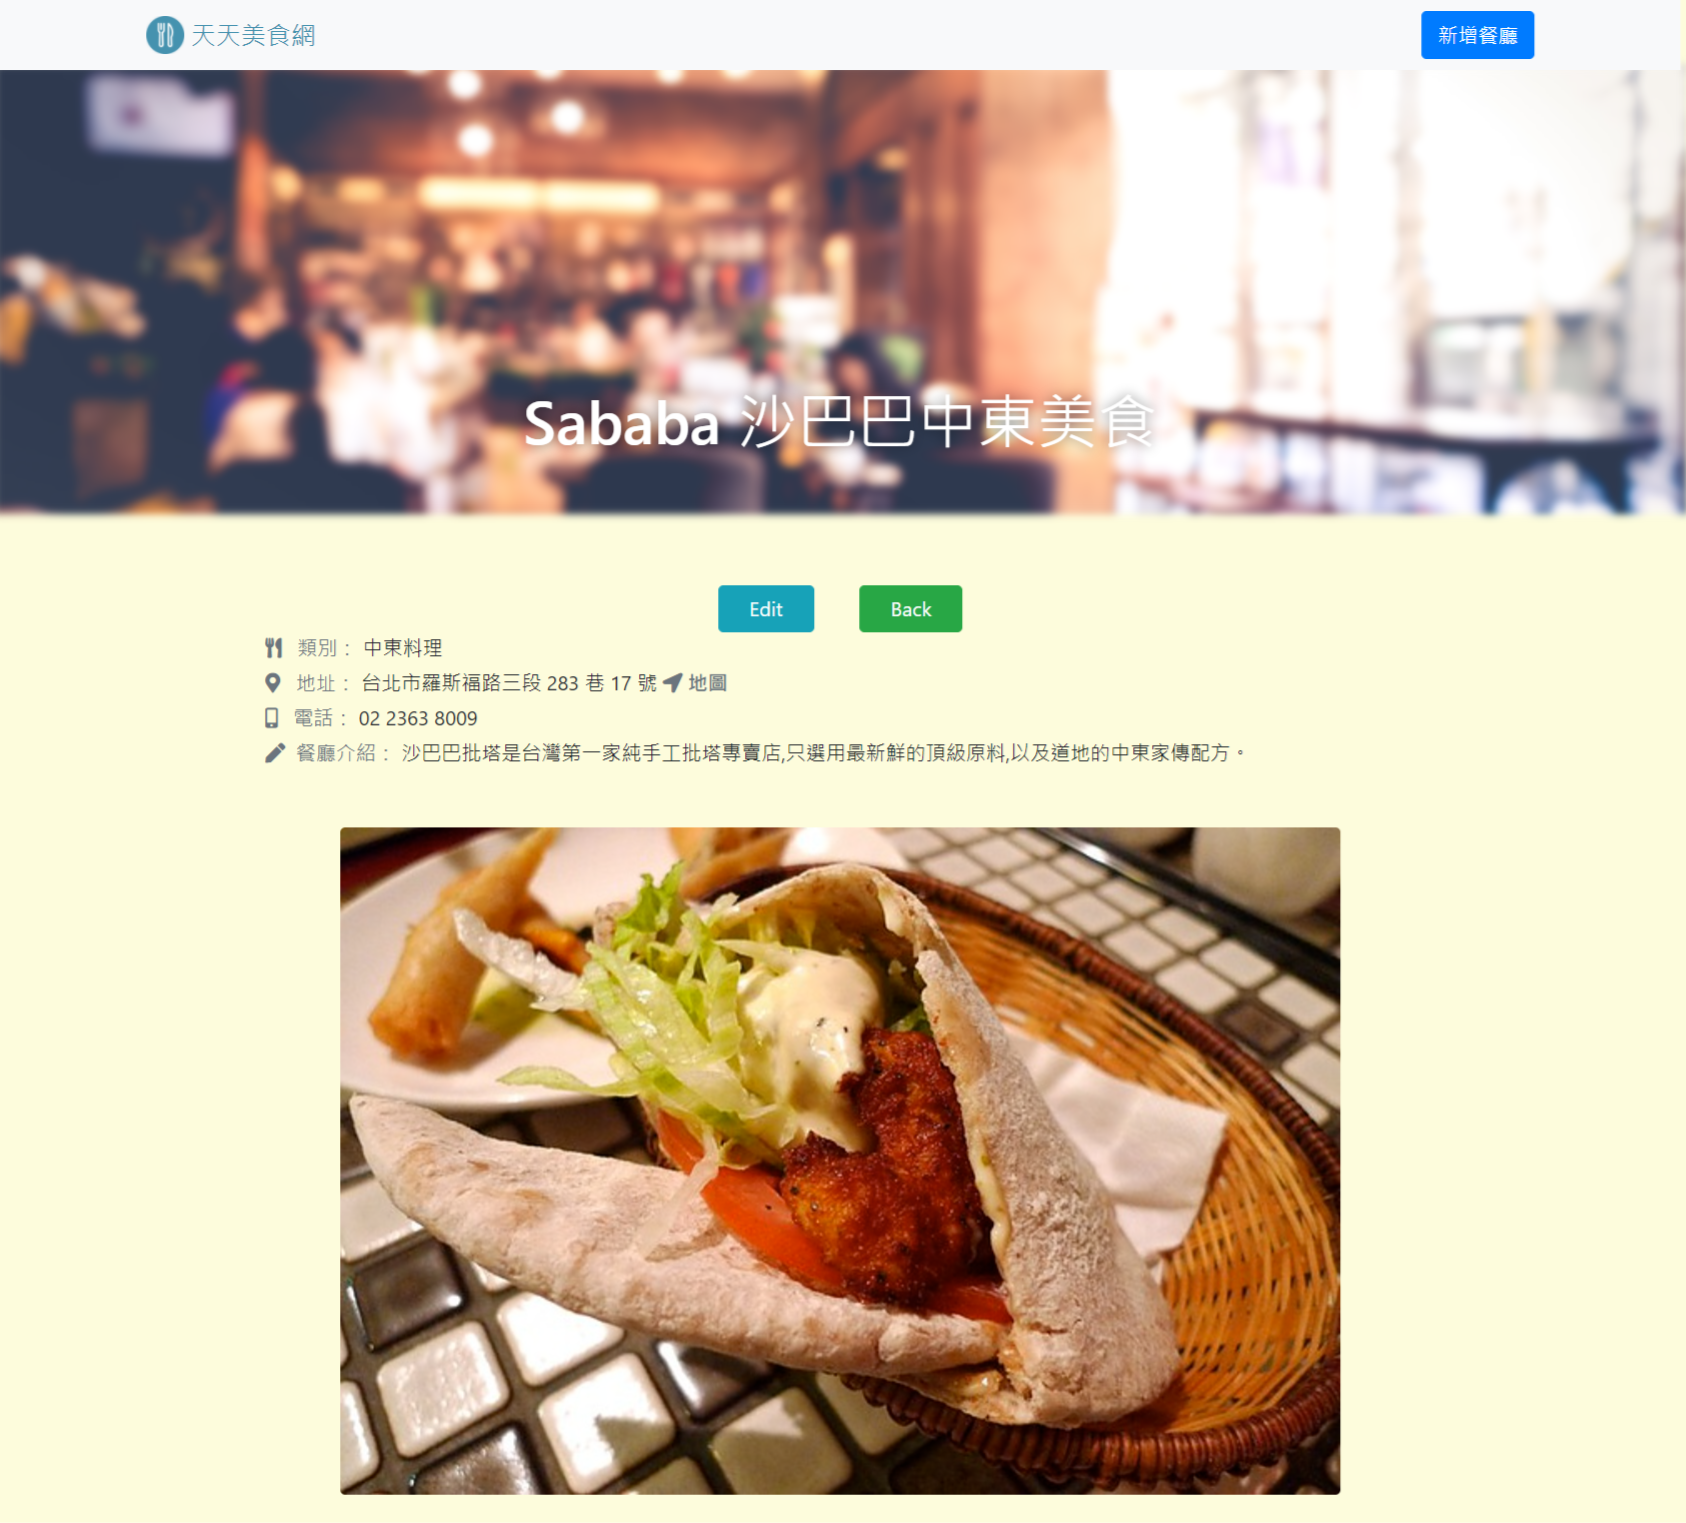 天天美食網
新增餐廳
Sababa 沙巴巴中東美食
Edit
Back
類別： 中東料理
地址： 台北市羅斯福路三段 283 巷 17 號 地圖
電話： 02 2363 8009
餐廳介紹： 沙巴巴批塔是台灣第一家純手工批塔專賣店,只選用最新鮮的頂級原料,以及道地的中東家傳配方。